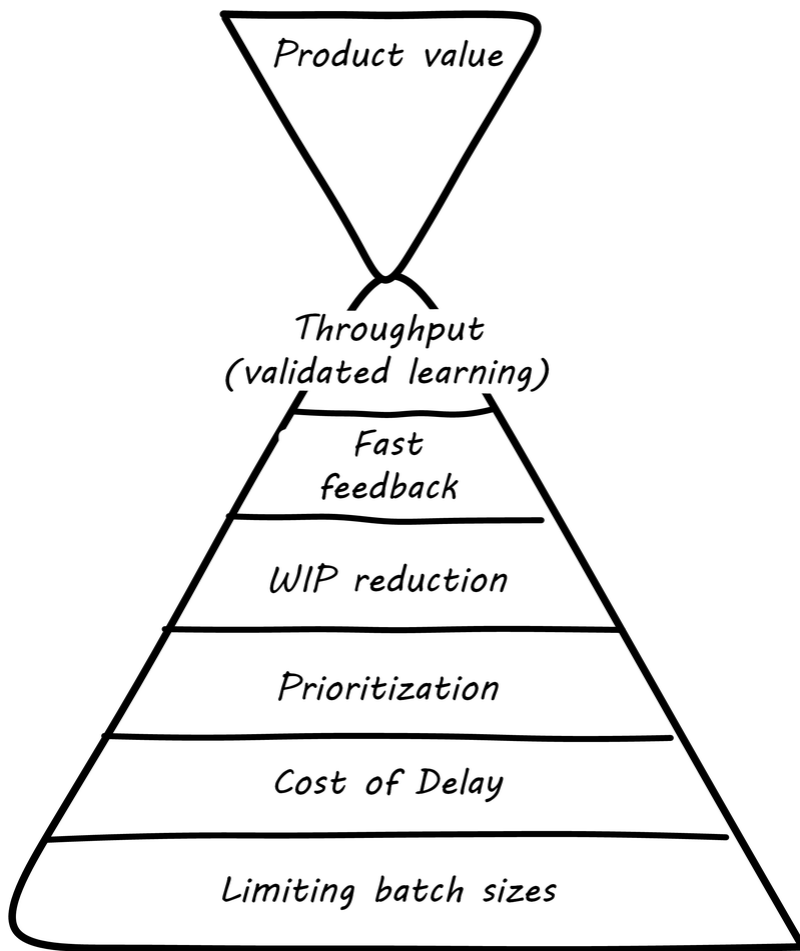 Product value
Throughput
(validated learning)
Fast
feedback
WIP reduction
Prioritization
Cost of Delay
Limiting batch sizes